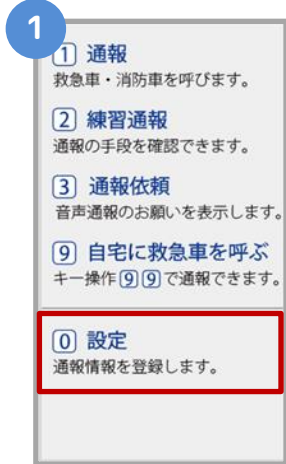 1
1 通報
救急車・消防車を呼びます。
2 練習通報
通報の手段を確認できます。
3 通報依頼
音声通報のお願いを表示します。
9 自宅に救急車を呼ぶ
キー操作99で通報できます。
0 設定
通報情報を登録します。